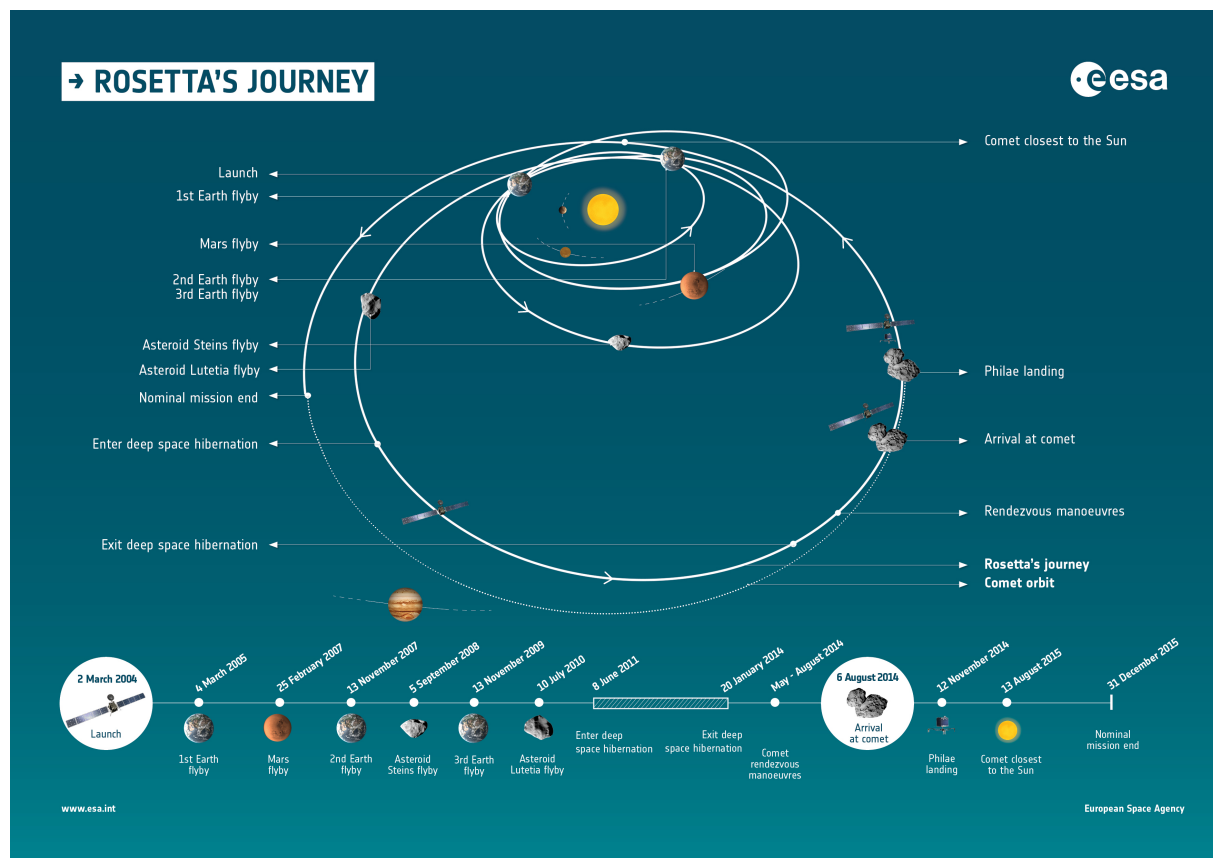 → ROSETTA'S JOURNEY
esa
Comet closest to the Sun
Launch
1st Earth flyby
Mars flyby
2nd Earth flyby
3rd Earth flyby
Asteroid Steins flyby
Asteroid Lutetia flyby
Nominal mission end
Enter deep space hibernation
Exit deep space hibernation
Philae landing
Arrival at comet
Rendezvous manoeuvres
Rosetta's journey
Comet orbit
2 March 2004
Launch
4 March 2005
1st Earth
flyby
25 February 2007
Mars
flyby
13 November 2007
2nd Earth
flyby
5 September 2008
Asteroid
Steins flyby
13 November 2009
3rd Earth
flyby
10 July 2010
Asteroid
Lutetia flyby
8 June 2011
Enter deep
space hibernation
20 January 2014
Exit deep
space hibernation
May - August 2014
Comet
rendezvous
manoeuvres
6 August 2014
Arrival
at comet
12 November 2014
Philae
landing
13 August 2015
Comet closest
to the Sun
31 December 2015
Nominal
mission end
www.esa.int
European Space Agency